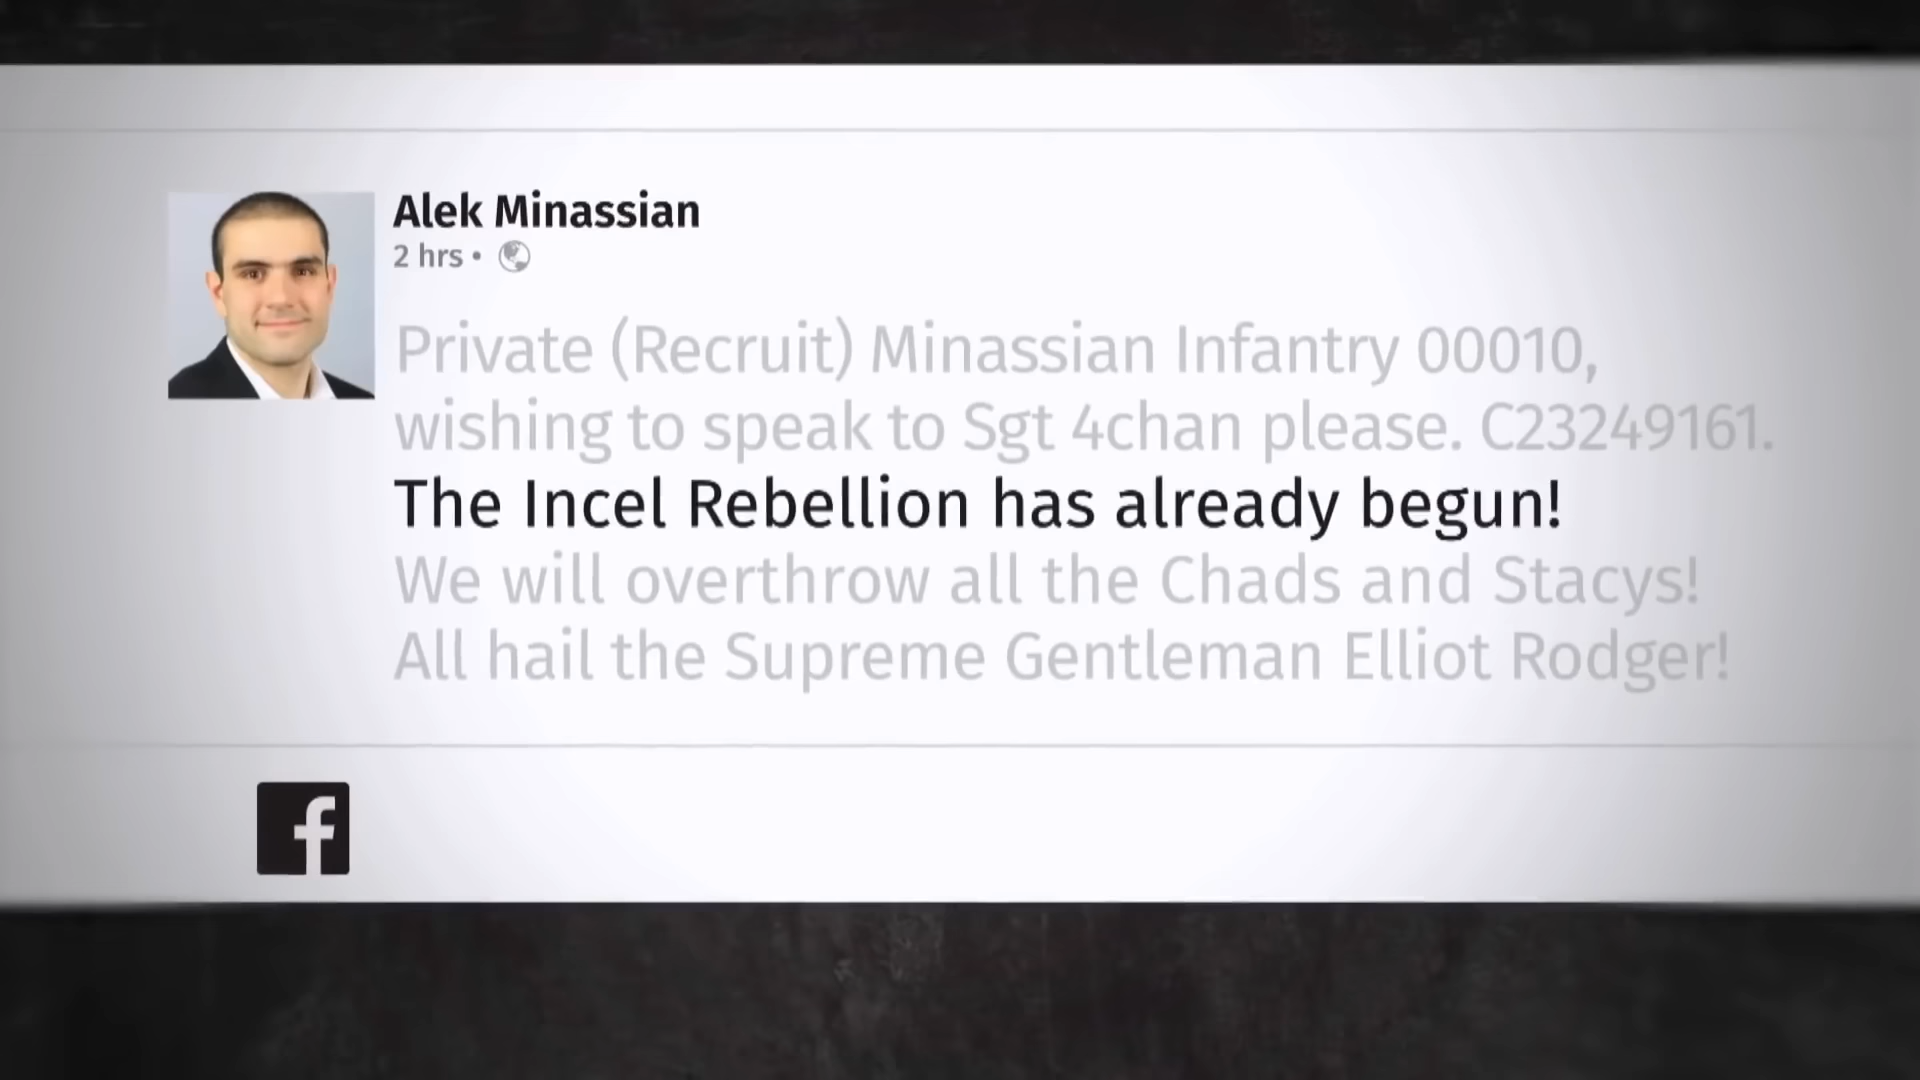 Alek Minassian
2 hrs •
Private (Recruit) Minassian Infantry 00010,
wishing to speak to Sgt 4chan please. C23249161.
The Incel Rebellion has already begun!
We will overthrow all the Chads and Stacys!
All hail the Supreme Gentleman Elliot Rodger!
f